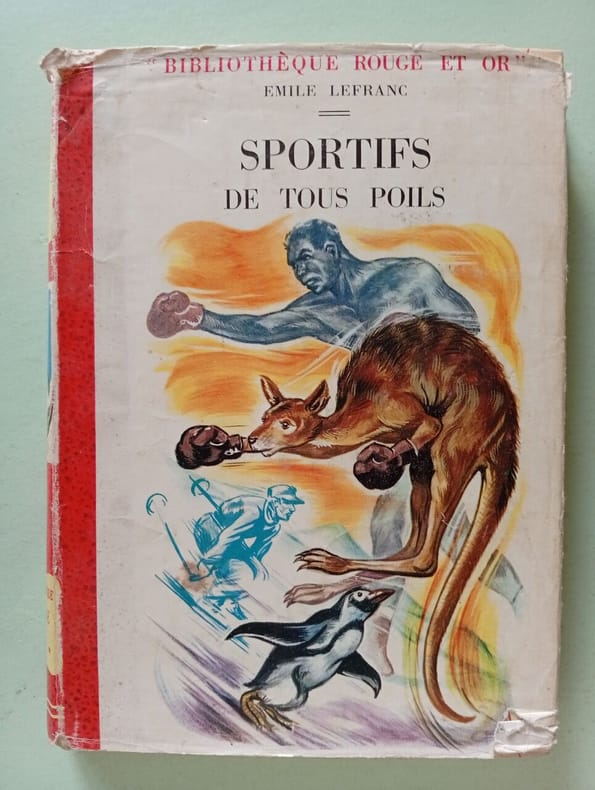 "BIBLIOTHÈQUE ROUGE ET OR"
EMILE LEFRANC
SPORTIFS
DE TOUS POILS